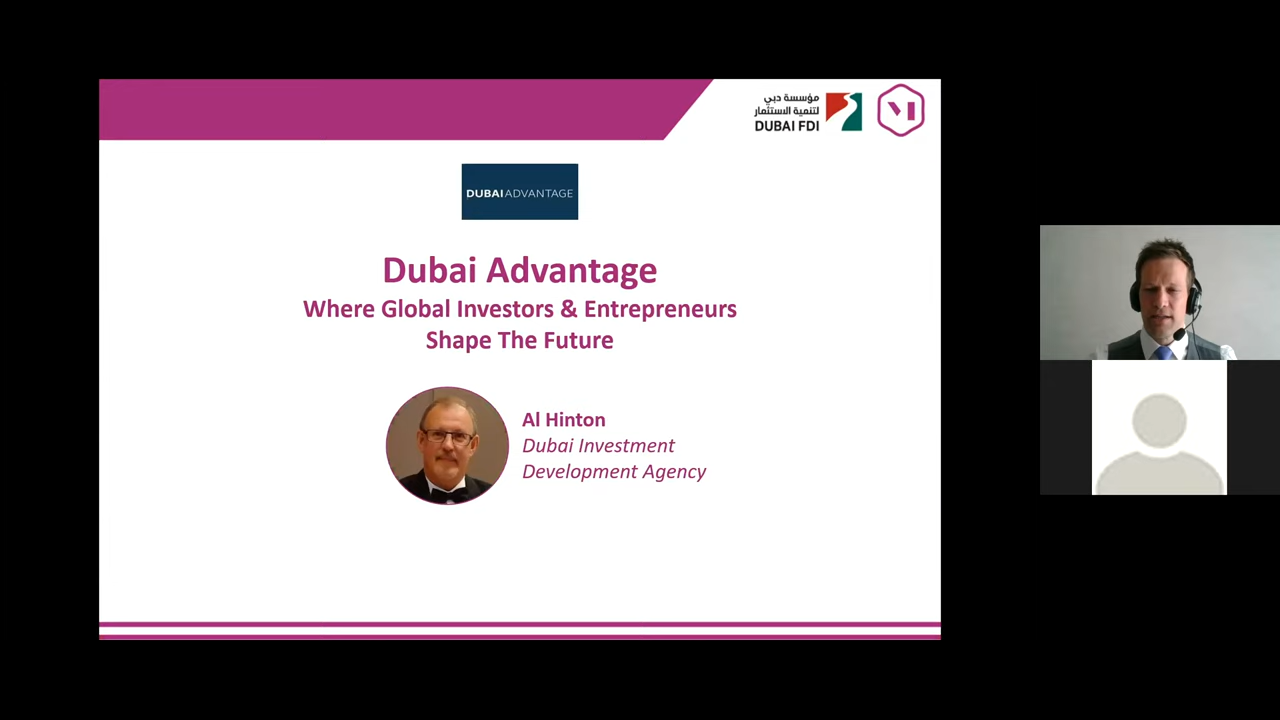 مؤسسة دبي
لتنمية الاستثمار
DUBAI FDI
DUBAI ADVANTAGE
Dubai Advantage
Where Global Investors & Entrepreneurs
Shape The Future
Al Hinton
Dubai Investment
Development Agency